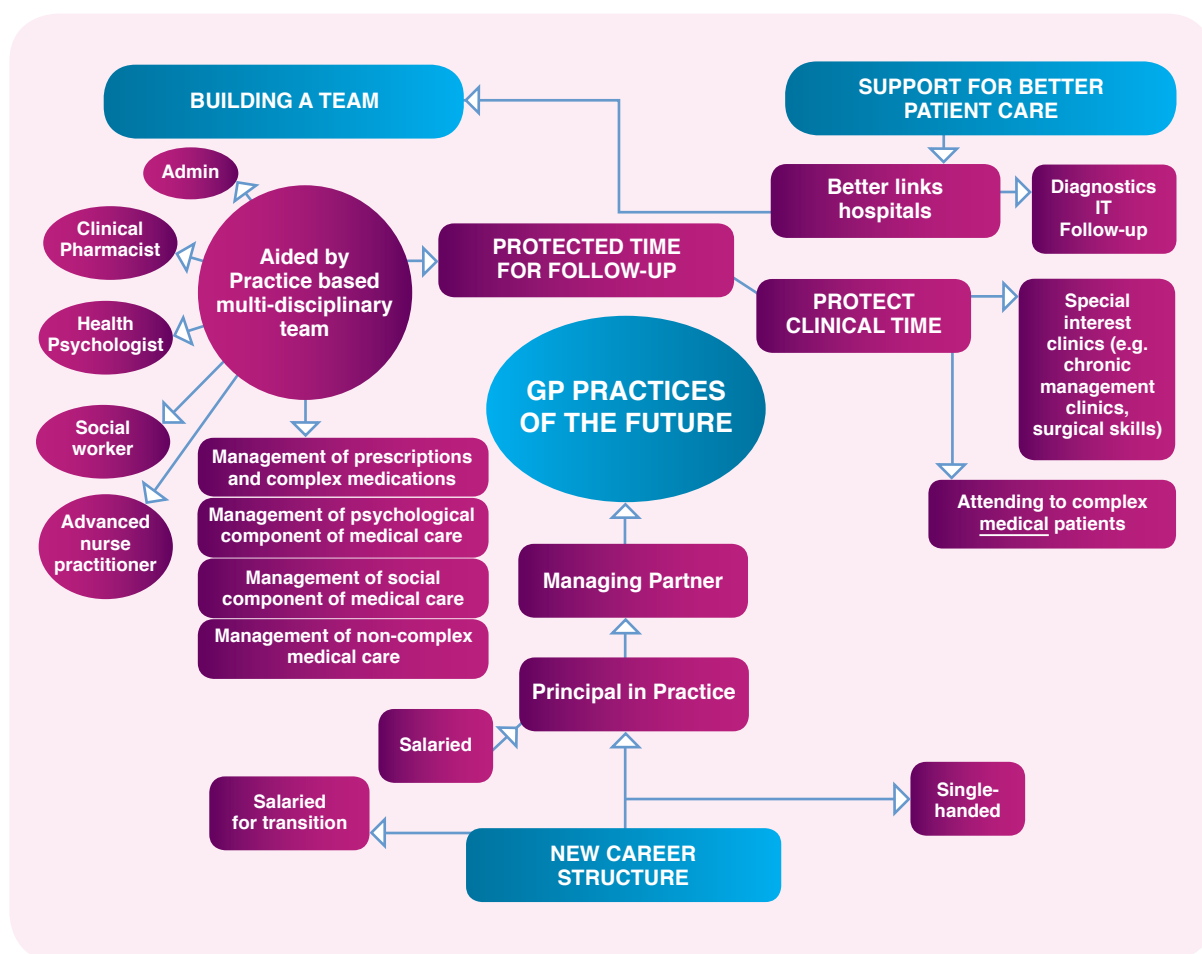 BUILDING A TEAM
SUPPORT FOR BETTER
PATIENT CARE
Admin
Better links
hospitals
Diagnostics
IT
Follow-up
Clinical
Pharmacist
Aided by
Practice based
multi-disciplinary
team
PROTECTED TIME
FOR FOLLOW-UP
PROTECT
CLINICAL TIME
Special
interest
clinics (e.g.
chronic
management
clinics,
surgical skills)
Health
Psychologist
GP PRACTICES
OF THE FUTURE
Social
worker
Management of prescriptions
and complex medications
Attending to complex
medical patients
Advanced
nurse
practitioner
Management of psychological
component of medical care
Management of social
component of medical care
Managing Partner
Management of non-complex
medical care
Principal in Practice
Salaried
Salaried
for transition
Single-
handed
NEW CAREER
STRUCTURE